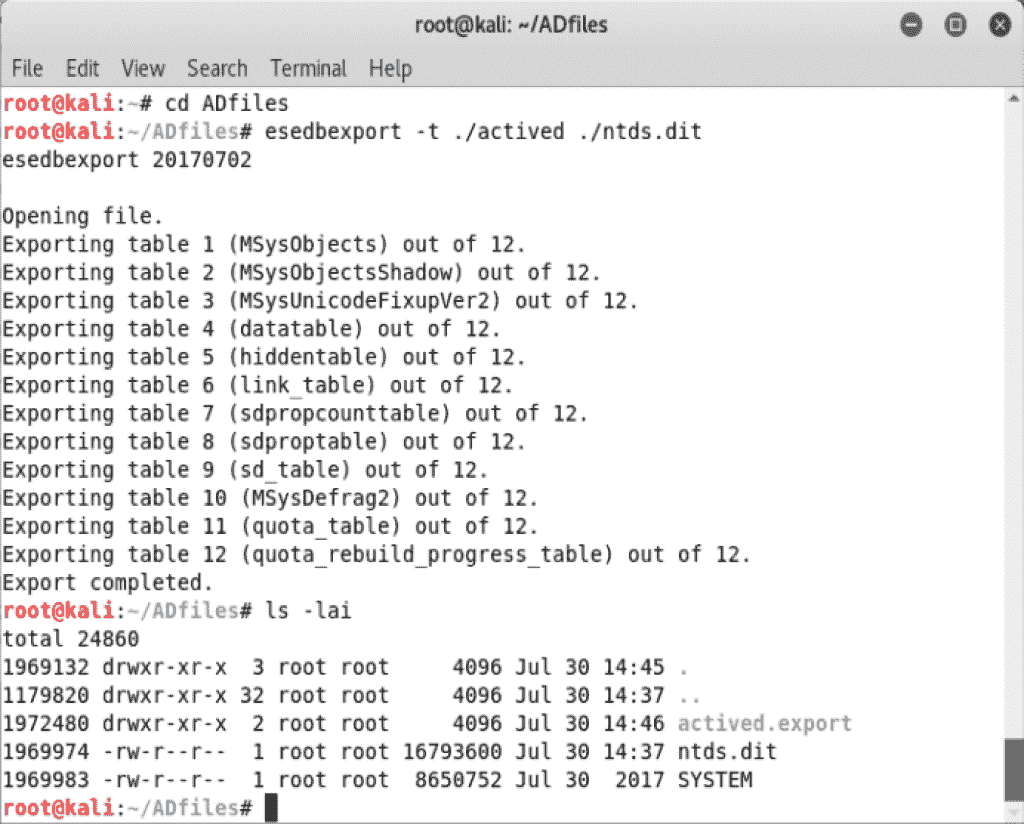 root@kali: ~/ADfiles
File Edit View Search Terminal Help
root@kali:~# cd ADfiles
root@kali:~/ADfiles# esedbexport -t ./actived ./ntds.dit
esedbexport 20170702

Opening file.
Exporting table 1 (MSysObjects) out of 12.
Exporting table 2 (MSysObjectsShadow) out of 12.
Exporting table 3 (MSysUnicodeFixupVer2) out of 12.
Exporting table 4 (datatable) out of 12.
Exporting table 5 (hiddentable) out of 12.
Exporting table 6 (link_table) out of 12.
Exporting table 7 (sdpropcounttable) out of 12.
Exporting table 8 (sdproptable) out of 12.
Exporting table 9 (sd_table) out of 12.
Exporting table 10 (MSysDefrag2) out of 12.
Exporting table 11 (quota_table) out of 12.
Exporting table 12 (quota_rebuild_progress_table) out of 12.
Export completed.
root@kali:~/ADfiles# ls -lai
total 24860
1969132 drwxr-xr-x  3 root root     4096 Jul 30 14:45 .
1179820 drwxr-xr-x 32 root root     4096 Jul 30 14:37 ..
1972480 drwxr-xr-x  2 root root     4096 Jul 30 14:46 actived.export
1969974 -rw-r--r--  1 root root 16793600 Jul 30 14:37 ntds.dit
1969983 -rw-r--r--  1 root root  8650752 Jul 30  2017 SYSTEM
root@kali:~/ADfiles#